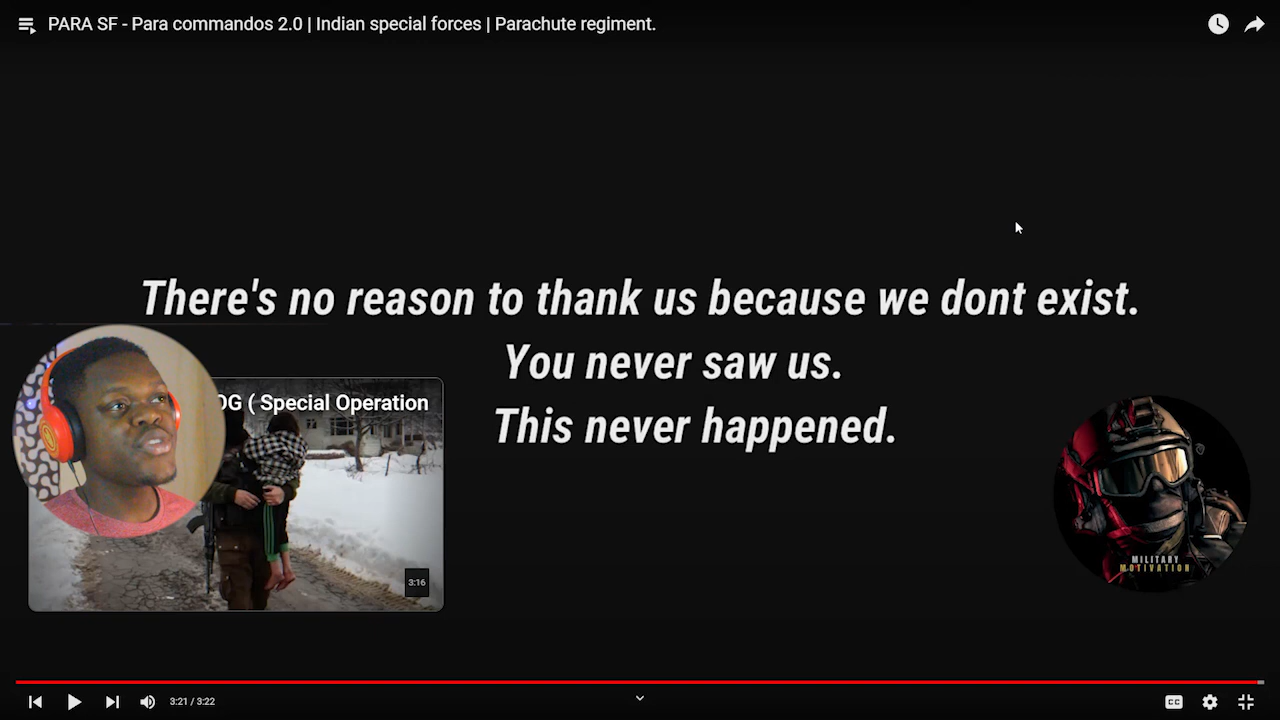 PARA SF - Para commandos 2.0 | Indian special forces | Parachute regiment.
There's no reason to thank us because we dont exist.
You never saw us.
This never happened.
OG ( Special Operation
3:16
MILITARY
MOTIVATION
3:21 / 3:22
CC